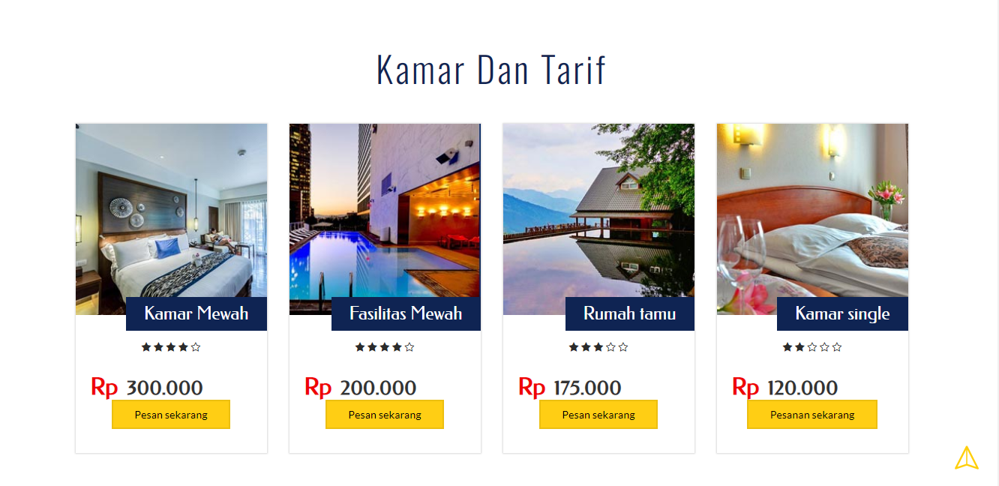 Kamar Dan Tarif
Kamar Mewah
Rp 300.000
Pesan sekarang
Fasilitas Mewah
Rp 200.000
Pesan sekarang
Rumah tamu
Rp 175.000
Pesan sekarang
Kamar single
Rp 120.000
Pesanan sekarang